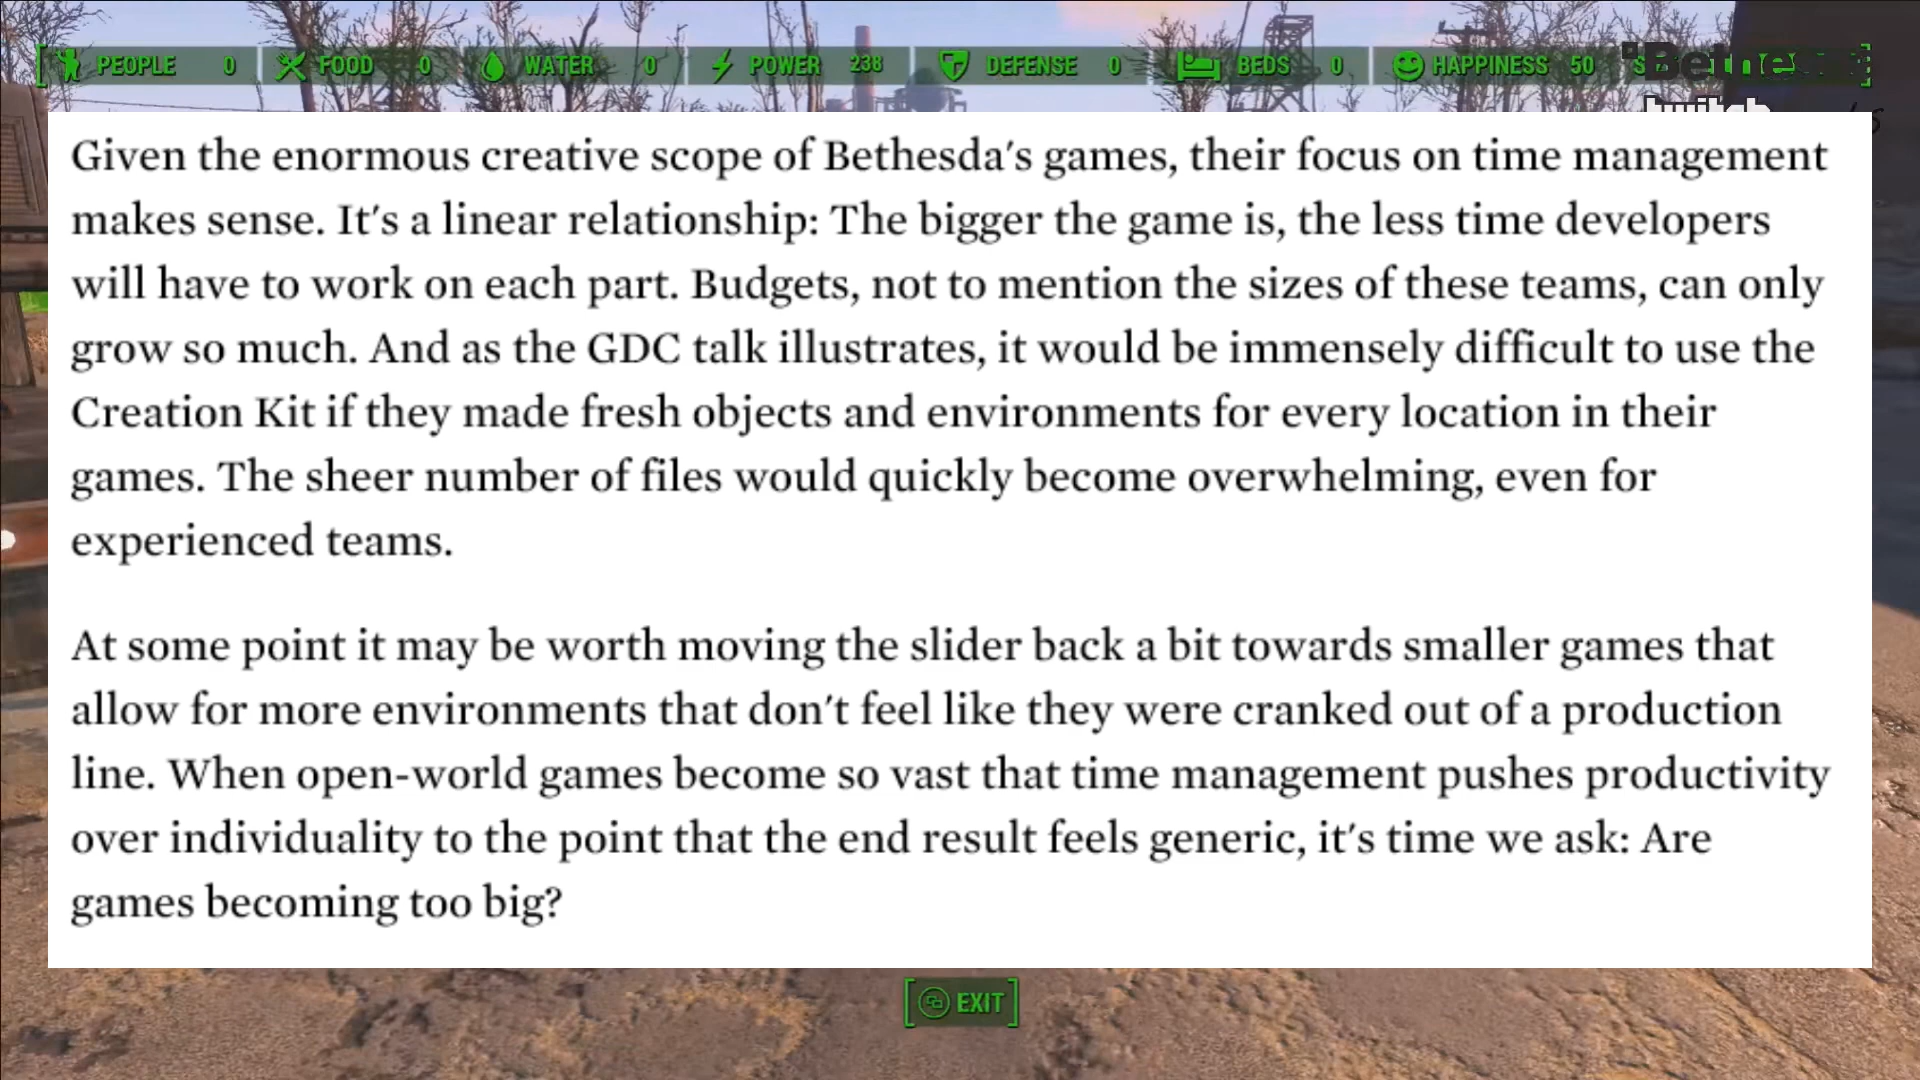 PEOPLE 0 FOOD 0 WATER 0 POWER 238 DEFENSE 0 BEDS 0 HAPPINESS 50
Bethesda
twitch
Given the enormous creative scope of Bethesda's games, their focus on time management
makes sense. It's a linear relationship: The bigger the game is, the less time developers
will have to work on each part. Budgets, not to mention the sizes of these teams, can only
grow so much. And as the GDC talk illustrates, it would be immensely difficult to use the
Creation Kit if they made fresh objects and environments for every location in their
games. The sheer number of files would quickly become overwhelming, even for
experienced teams.
At some point it may be worth moving the slider back a bit towards smaller games that
allow for more environments that don't feel like they were cranked out of a production
line. When open-world games become so vast that time management pushes productivity
over individuality to the point that the end result feels generic, it's time we ask: Are
games becoming too big?
EXIT